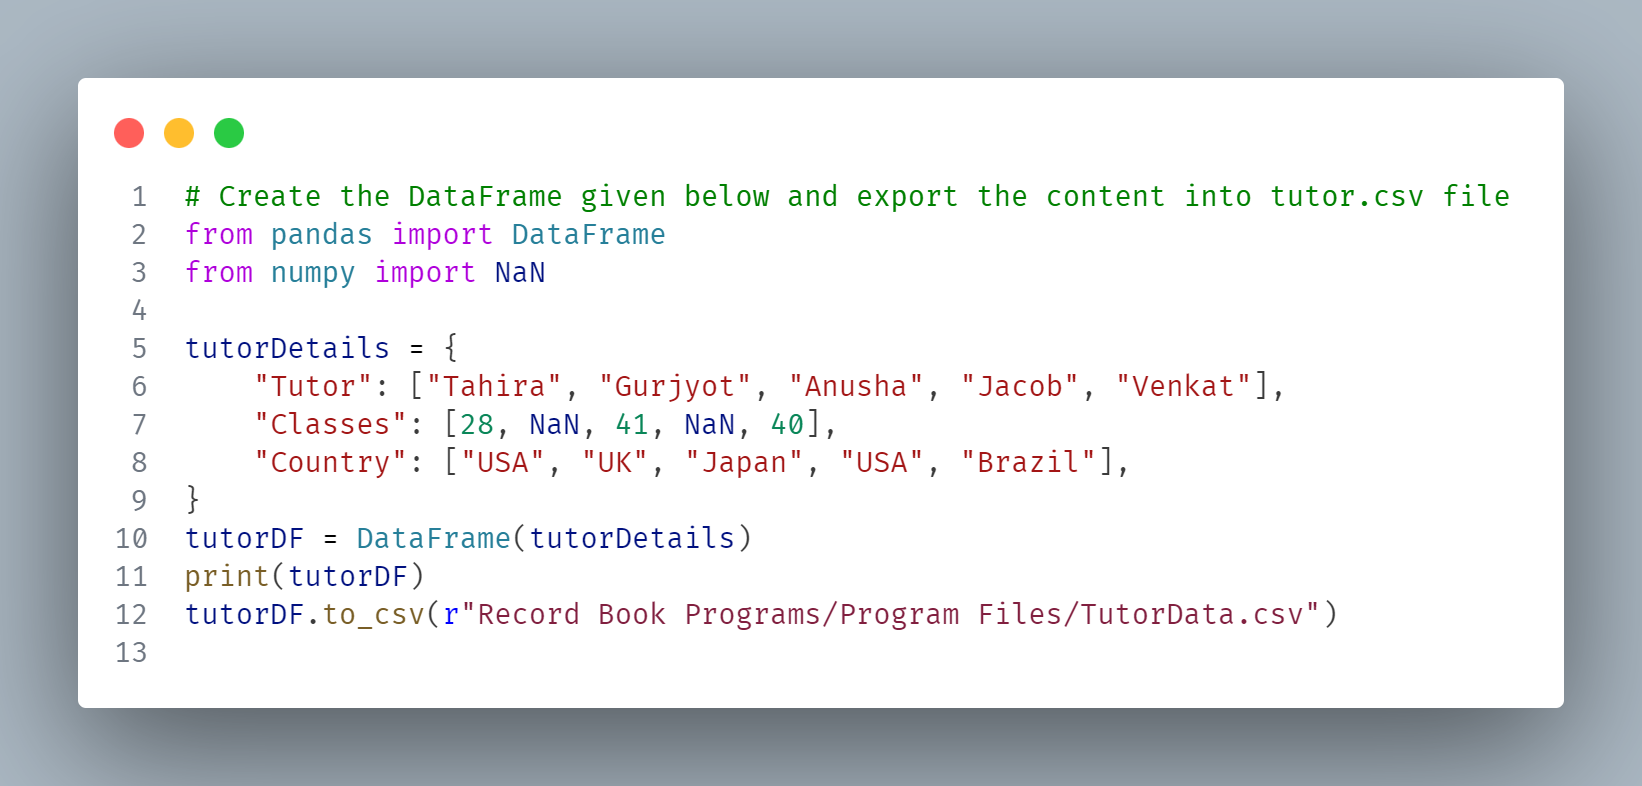 1 # Create the DataFrame given below and export the content into tutor.csv file
2 from pandas import DataFrame
3 from numpy import NaN
4
5 tutorDetails = {
6     "Tutor": ["Tahira", "Gurjyot", "Anusha", "Jacob", "Venkat"],
7     "Classes": [28, NaN, 41, NaN, 40],
8     "Country": ["USA", "UK", "Japan", "USA", "Brazil"],
9 }
10 tutorDF = DataFrame(tutorDetails)
11 print(tutorDF)
12 tutorDF.to_csv(r"Record Book Programs/Program Files/TutorData.csv")
13